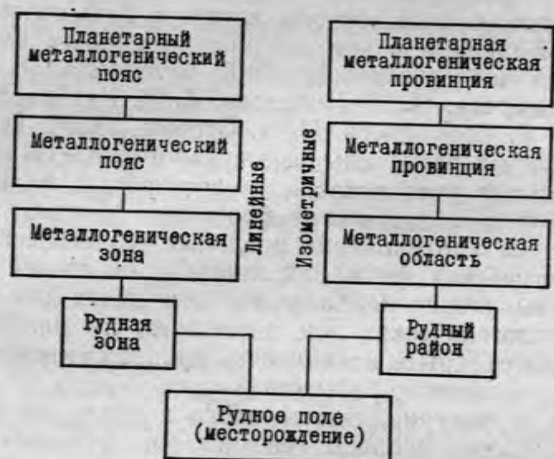 Планетарный
металлогенический
пояс
Планетарная
металлогеническая
провинция
Металлогенический
пояс
Линейные
Изометричные
Металлогеническая
провинция
Металлогеническая
зона
Металлогеническая
область
Рудная
зона
Рудный
район
Рудное поле
(месторождение)